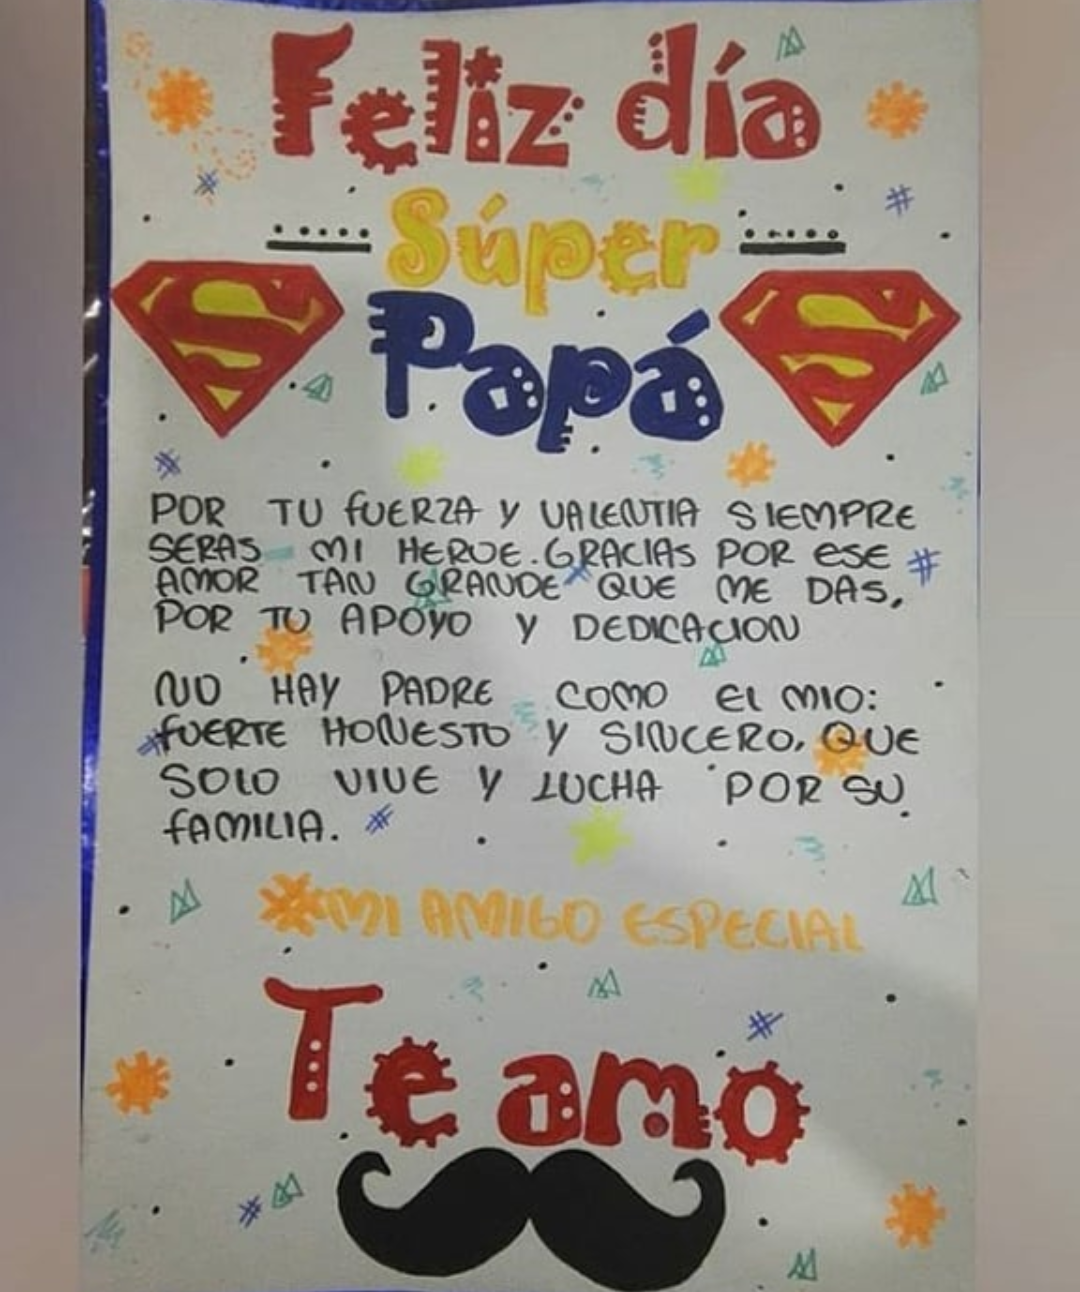 Feliz día
Súper
Papá
POR TU fUERZA Y VALENTIA SIEMPRE
SERAS MI HEROE. GRACIAS POR ESE
AMOR TAN GRANDE QUE ME DAS,
POR TU APOYO Y DEDICACION
NO HAY PADRE COMO EL MIO:
fUERTE HONESTO Y SINCERO, QUE
SOLO VIVE Y LUCHA POR SU
fAMILIA.
MI AMIGO ESPECIAL
Te amo